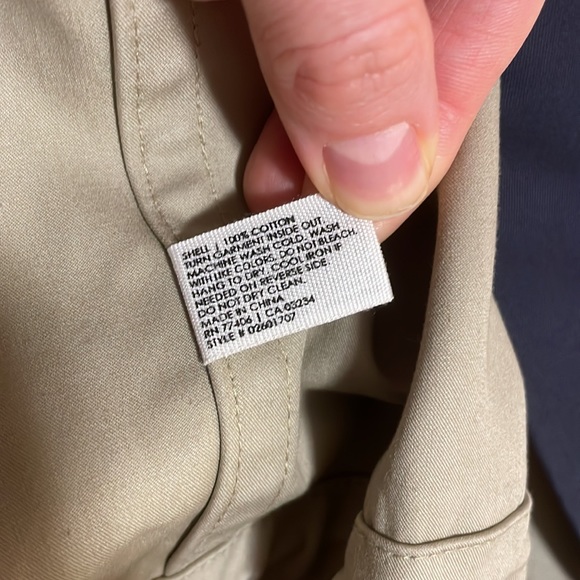 SHELL | 100% COTTON
TURN GARMENT INSIDE OUT.
MACHINE WASH COLD. WASH
WITH LIKE COLORS. DO NOT BLEACH.
HANG TO DRY. COOL IRON IF
NEEDED ON REVERSE SIDE.
DO NOT DRY CLEAN.
MADE IN CHINA
RN 77406 | CA 03234
STYLE # 02601707